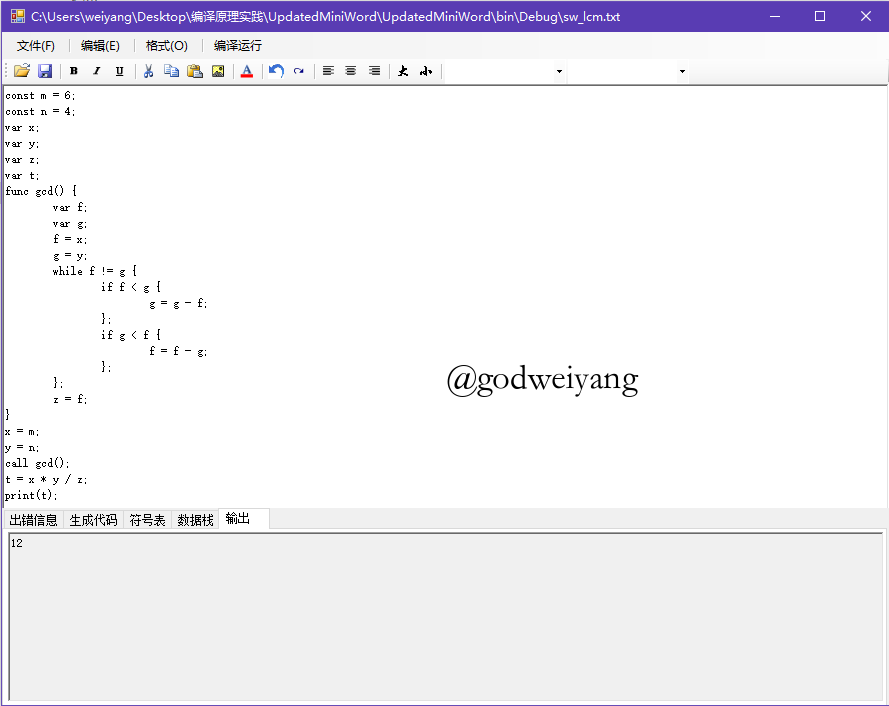 C:\Users\weiyang\Desktop\编译原理实践\UpdatedMiniWord\UpdatedMiniWord\bin\Debug\sw_lcm.txt
文件(F) 编辑(E) 格式(O) 编译运行
B I U A 大 小
const m = 6;
const n = 4;
var x;
var y;
var z;
var t;
func gcd() {
var f;
var g;
f = x;
g = y;
while f != g {
if f < g {
g = g - f;
};
if g < f {
f = f - g;
};
};
z = f;
}
x = m;
y = n;
call gcd();
t = x * y / z;
print(t);
@godweiyang
出错信息 生成代码 符号表 数据栈 输出
12